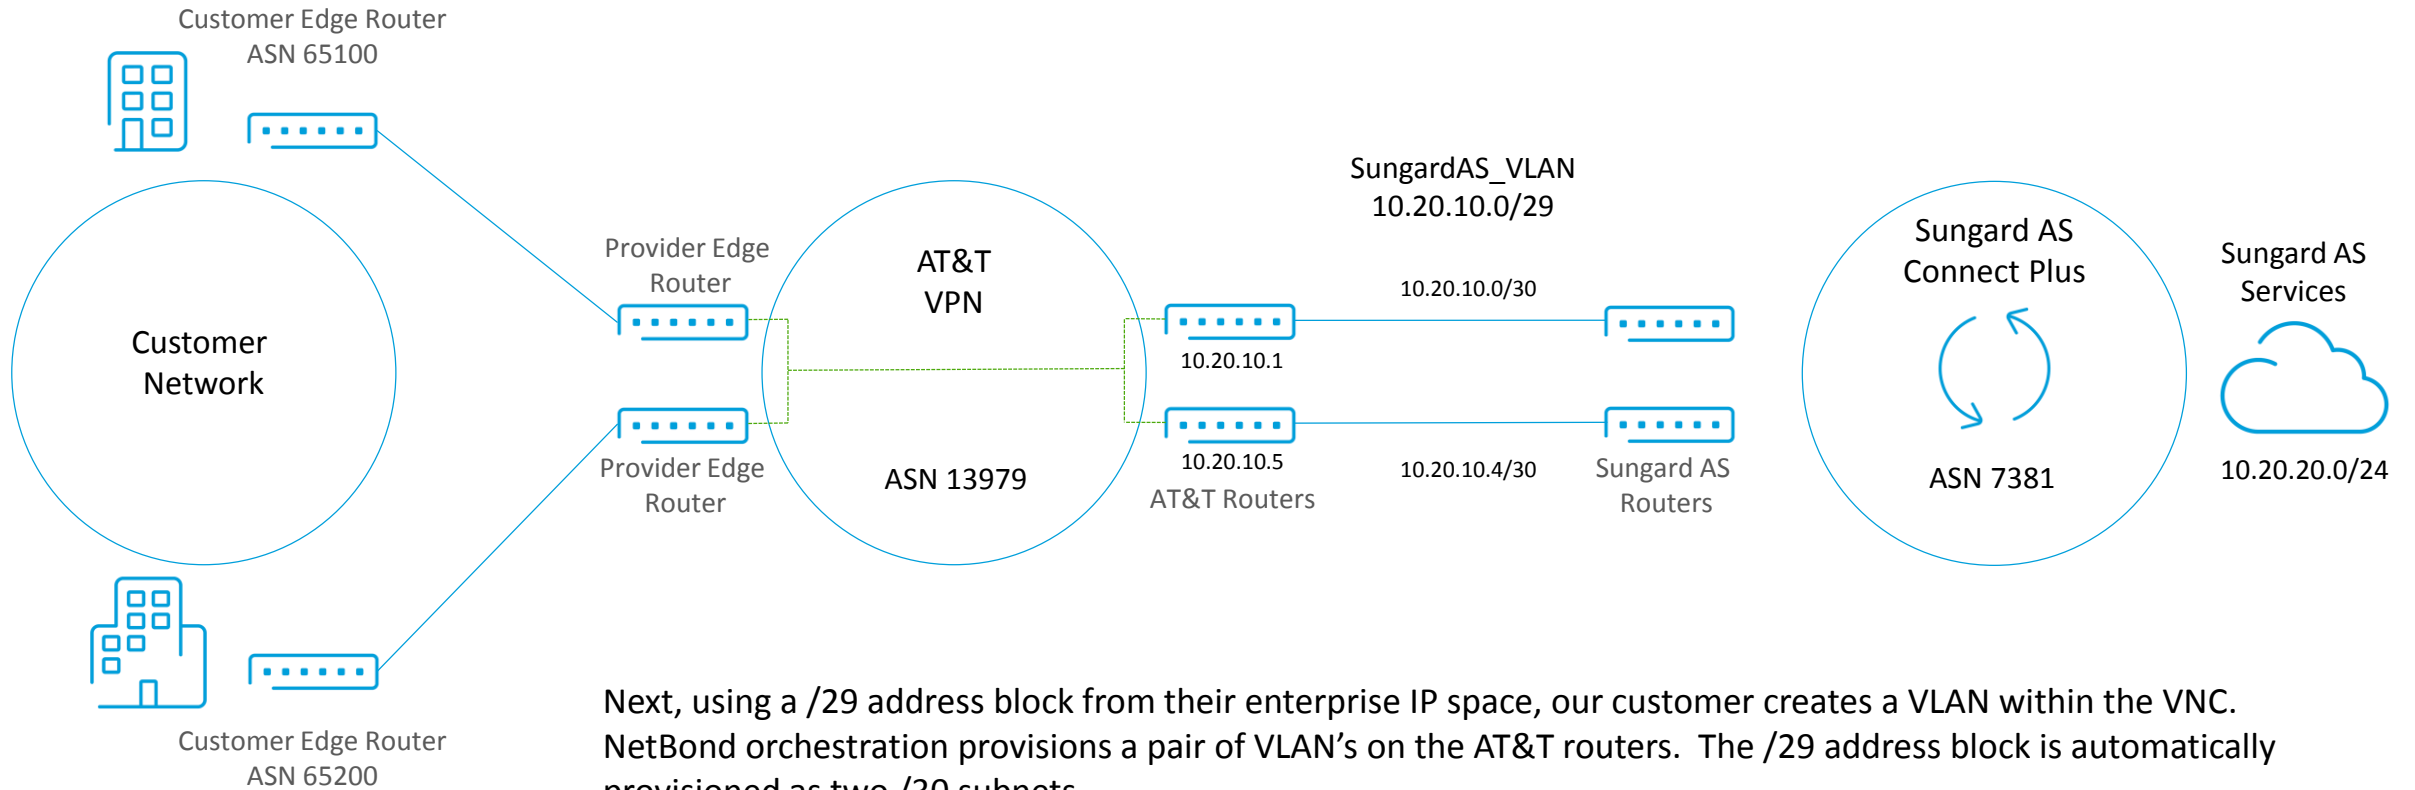 Customer Edge Router
ASN 65100
SungardAS_VLAN
10.20.10.0/29
Provider Edge
Router
AT&T
VPN
10.20.10.0/30
Sungard AS
Connect Plus
Sungard AS
Services
Customer
Network
10.20.10.1
Provider Edge
Router
ASN 13979
10.20.10.5
AT&T Routers
10.20.10.4/30
Sungard AS
Routers
ASN 7381
10.20.20.0/24
Customer Edge Router
ASN 65200
Next, using a /29 address block from their enterprise IP space, our customer creates a VLAN within the VNC.
NetBond orchestration provisions a pair of VLAN's on the AT&T routers.  The /29 address block is automatically
provisioned as two /30 subnets